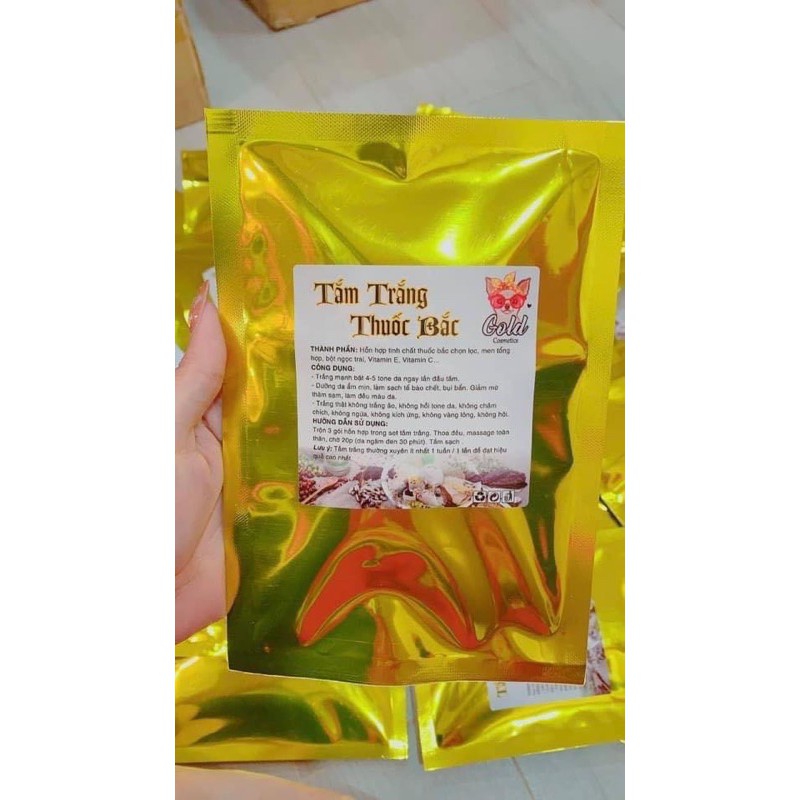 Tắm Trắng
Thuốc Bắc
Gold
Cosmetics
THÀNH PHẦN: Hỗn hợp tinh chất thuốc bắc chọn lọc, men tổng
hợp, bột ngọc trai, Vitamin E, Vitamin C...
CÔNG DỤNG:
- Trắng mạnh bật 4-5 tone da ngay lần đầu tắm.
- Dưỡng da ẩm mịn, làm sạch tế bào chết, bụi bẩn. Giảm mờ
thâm sạm, làm đều màu da.
- Trắng thật không trắng ảo, không hồi tone da, không châm
chích, không ngứa, không kích ứng, không vàng lông, không hôi.
HƯỚNG DẪN SỬ DỤNG:
Trộn 3 gói hỗn hợp trong set tắm trắng. Thoa đều, massage toàn
thân, chờ 20p (da ngăm đen 30 phút). Tắm sạch
Lưu ý: Tắm trắng thường xuyên ít nhất 1 tuần / 1 lần để đạt hiệu
quả cao nhất.